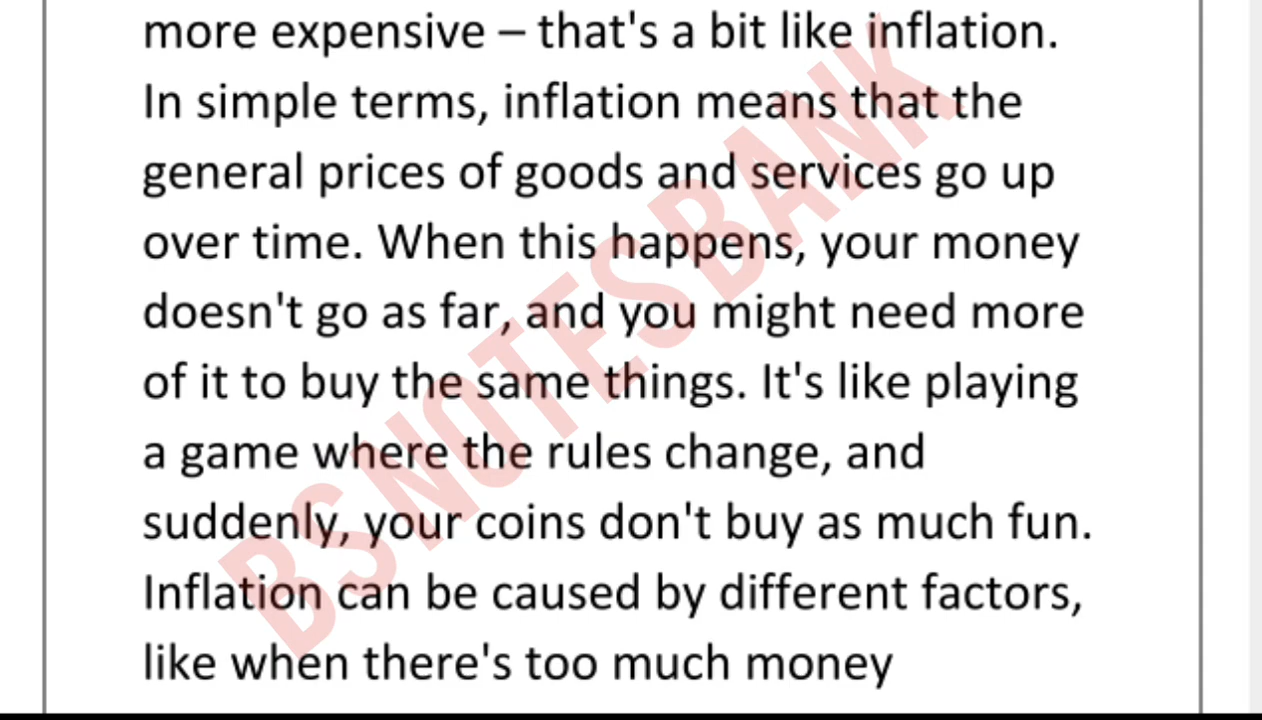 more expensive – that's a bit like inflation.
In simple terms, inflation means that the
general prices of goods and services go up
over time. When this happens, your money
doesn't go as far, and you might need more
of it to buy the same things. It's like playing
a game where the rules change, and
suddenly, your coins don't buy as much fun.
Inflation can be caused by different factors,
like when there's too much money
BSNOTESBANK